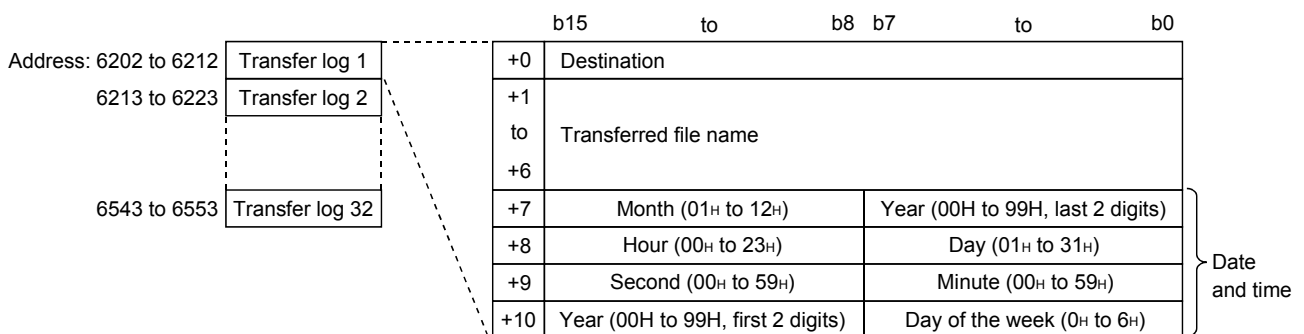 b15 to b8 b7 to b0
Address: 6202 to 6212 Transfer log 1 +0 Destination
6213 to 6223 Transfer log 2 +1
to Transferred file name
+6
6543 to 6553 Transfer log 32 +7 Month (01H to 12H) Year (00H to 99H, last 2 digits)
+8 Hour (00H to 23H) Day (01H to 31H)
+9 Second (00H to 59H) Minute (00H to 59H)
+10 Year (00H to 99H, first 2 digits) Day of the week (0H to 6H)
Date
and time